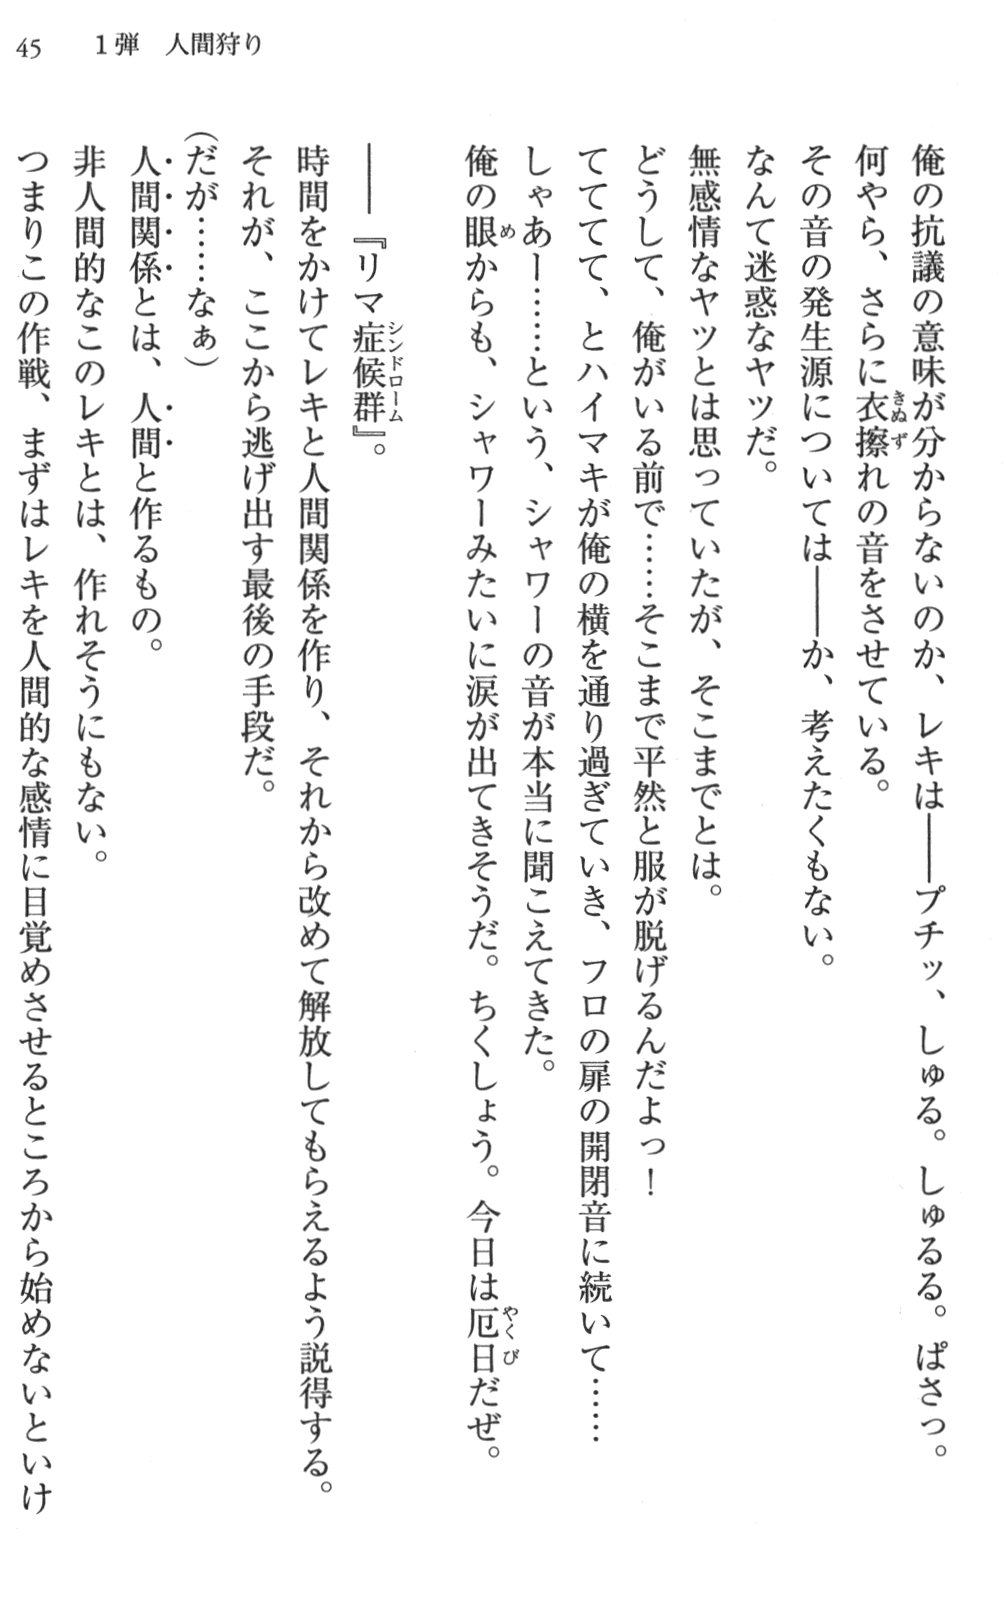 45　1弾　人間狩り
俺の抗議の意味が分からないのか、レキは――プチッ、しゅる。しゅるる。ぱさっ。
何やら、さらに衣擦れの音をさせている。
その音の発生源については――か、考えたくもない。
なんて迷惑なヤツだ。
無感情なヤツとは思っていたが、そこまでとは。
どうして、俺がいる前で……そこまで平然と服が脱げるんだよっ！
てててて、とハイマキが俺の横を通り過ぎていき、フロの扉の開閉音に続いて……
しゃあー……という、シャワーの音が本当に聞こえてきた。
俺の眼からも、シャワーみたいに涙が出てきそうだ。ちくしょう。今日は厄日だぜ。
――『リマ症候群』。
時間をかけてレキと人間関係を作り、それから改めて解放してもらえるよう説得する。
それが、ここから逃げ出す最後の手段だ。
（だが……なぁ）
人間関係とは、人間と作るもの。
非人間的なこのレキとは、作れそうにもない。
つまりこの作戦、まずはレキを人間的な感情に目覚めさせるところから始めないといけ